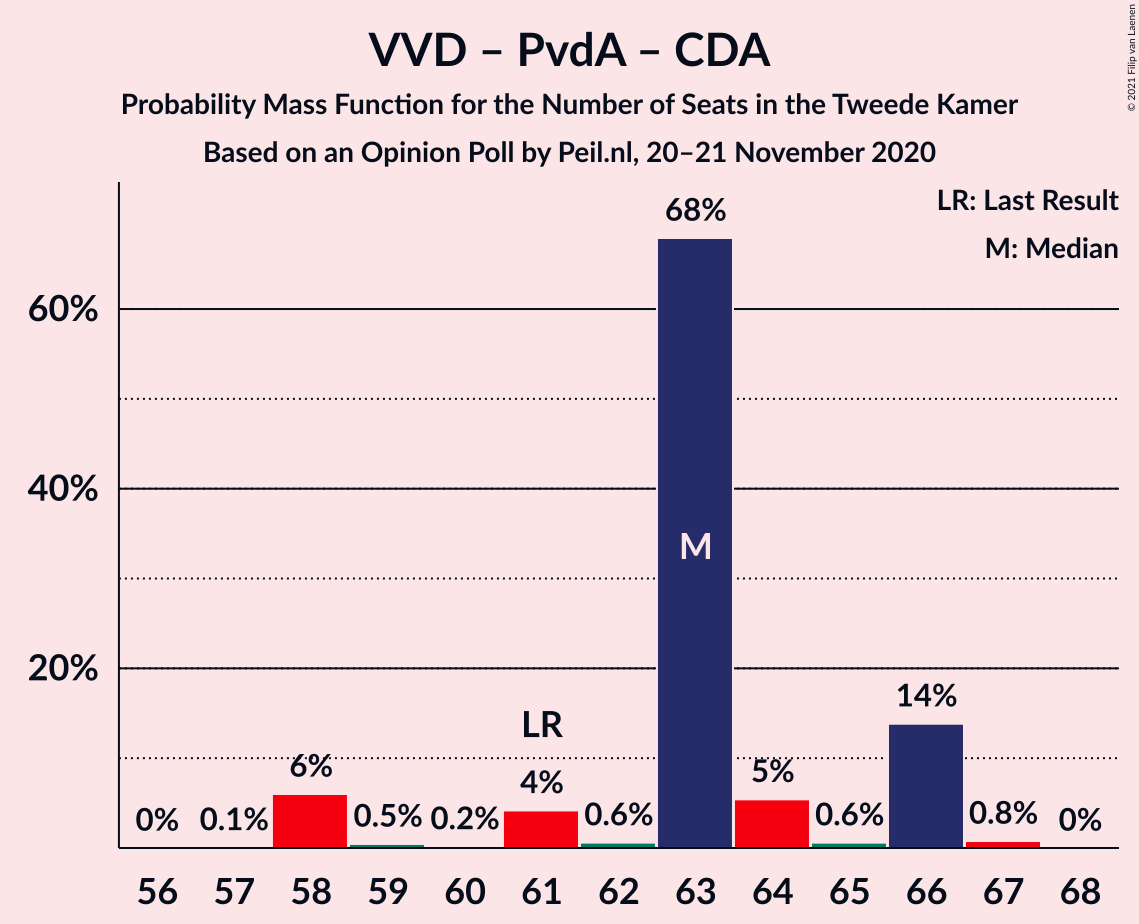 VVD – PvdA – CDA
Probability Mass Function for the Number of Seats in the Tweede Kamer
Based on an Opinion Poll by Peil.nl, 20–21 November 2020
© 2021 Filip van Laenen
LR: Last Result
M: Median
60%
40%
20%
0% 0.1% 6% 0.5% 0.2% 4% 0.6% 68% 5% 0.6% 14% 0.8% 0%
LR
M
56 57 58 59 60 61 62 63 64 65 66 67 68